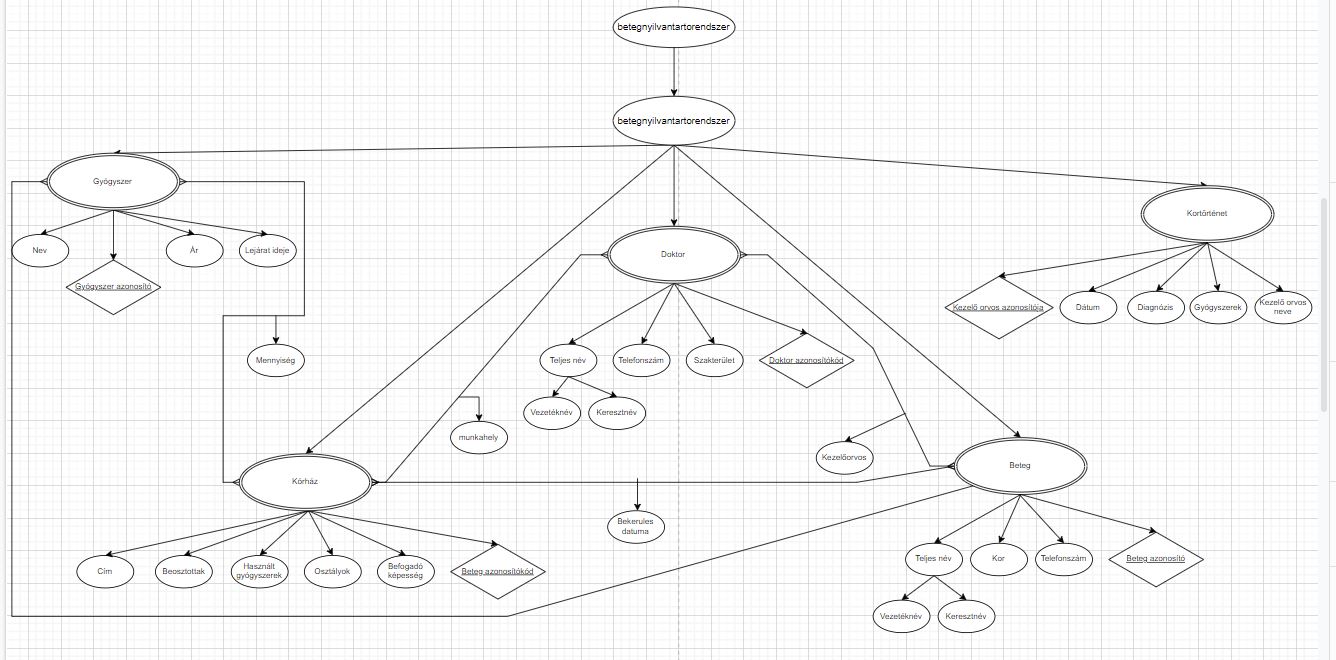 betegnyilvantartorendszer
betegnyilvantartorendszer
Gyógyszer
Nev
Gyógyszer azonosító
Ár
Lejárat ideje
Mennyiség
Doktor
Teljes név
Telefonszám
Szakterület
Doktor azonosítókód
Vezetéknév
Keresztnév
munkahely
Kezelőorvos
Kortörténet
Kezelő orvos azonosítója
Dátum
Diagnózis
Gyógyszerek
Kezelő orvos
neve
Kórház
Cím
Beosztottak
Használt
gyógyszerek
Osztályok
Befogadó
képesség
Beteg azonosítókód
Bekerules
datuma
Beteg
Teljes név
Kor
Telefonszám
Beteg azonosító
Vezetéknév
Keresztnév